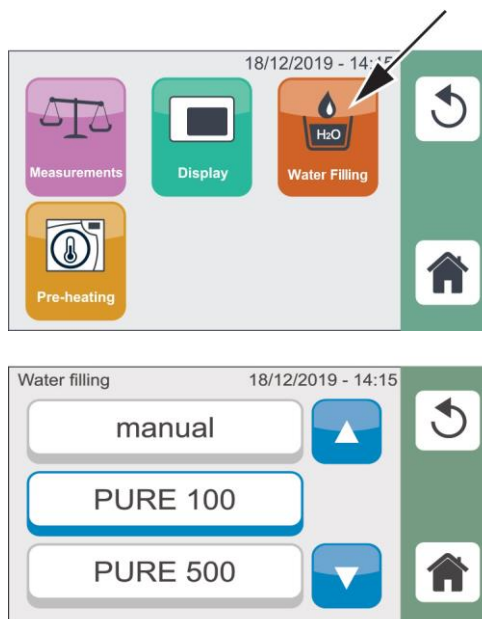 18/12/2019 - 14:15
H₂O
Measurements
Display
Water Filling
Pre-heating
Water filling
18/12/2019 - 14:15
manual
PURE 100
PURE 500